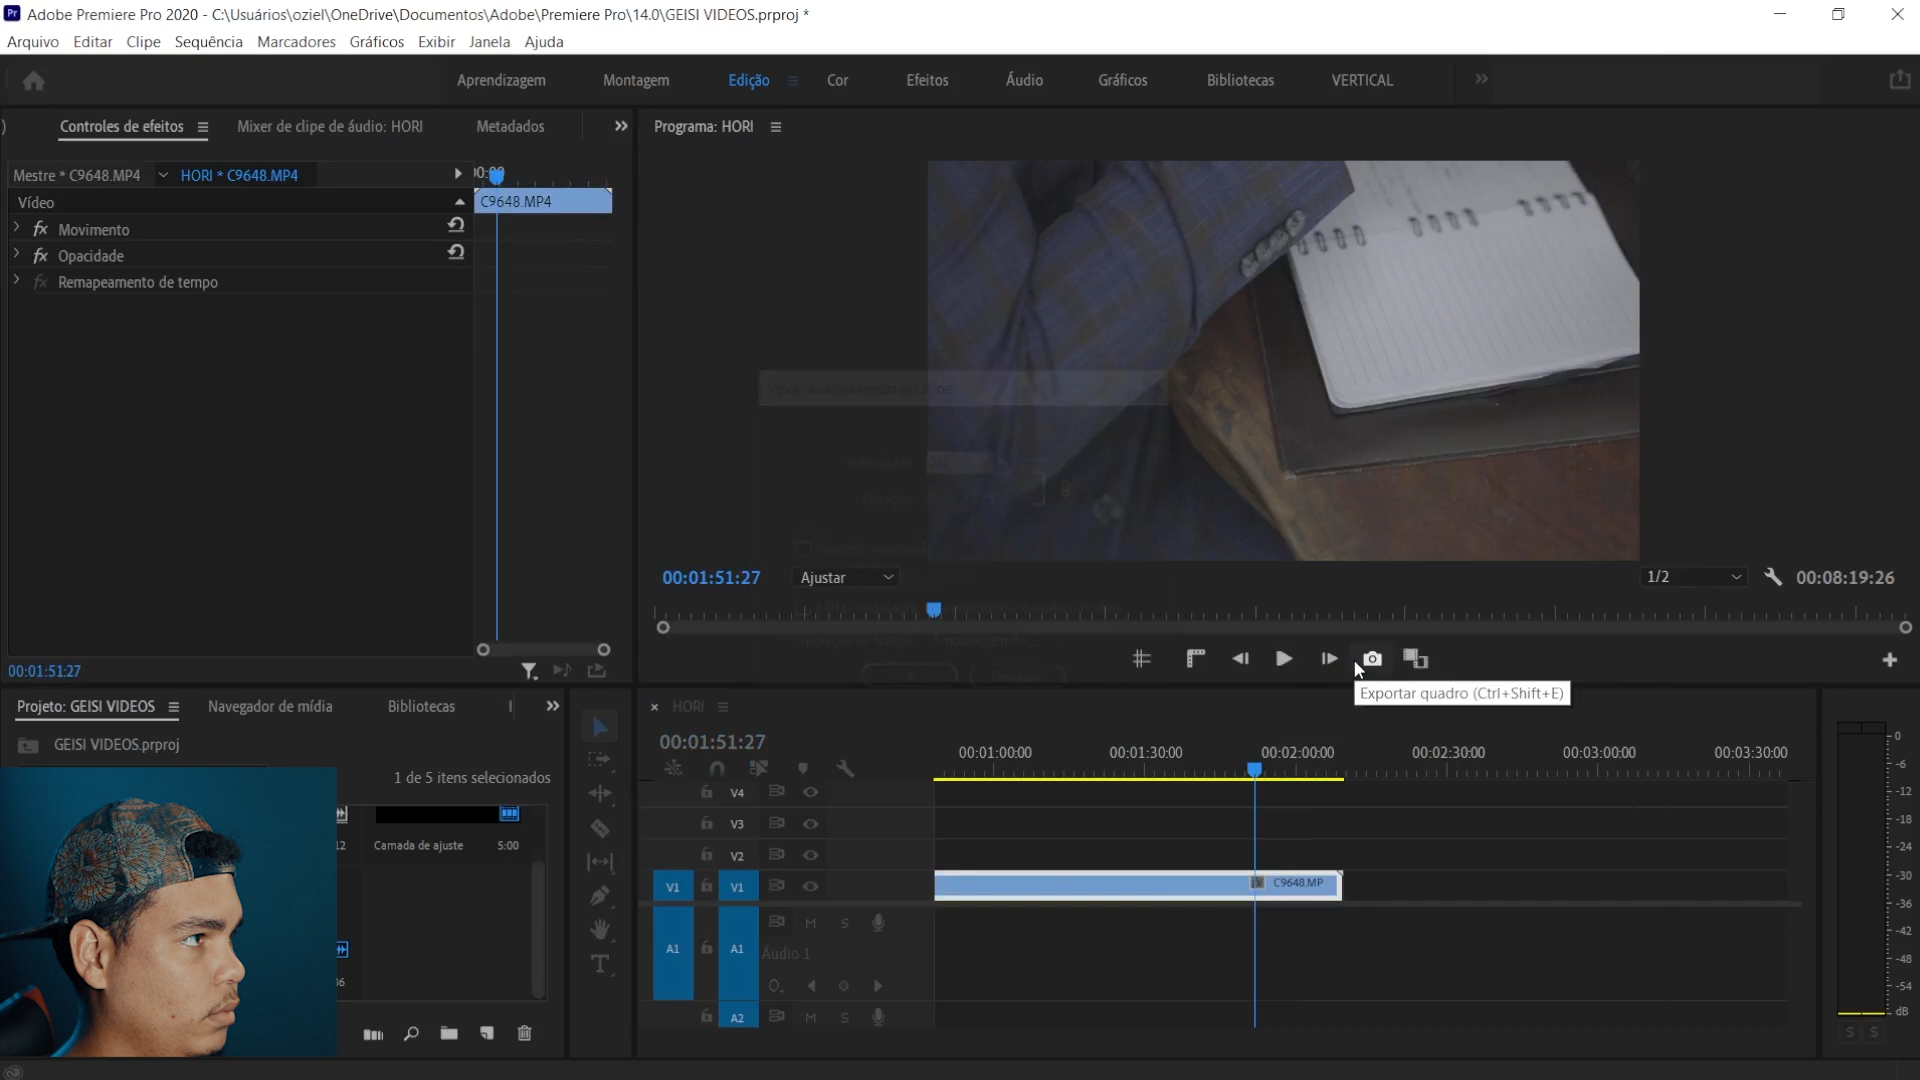 Adobe Premiere Pro 2020 - C:\Usuários\oziel\OneDrive\Documentos\Adobe\Premiere Pro\14.0\GEISI VIDEOS.prproj *
Arquivo Editar Clipe Sequência Marcadores Gráficos Exibir Janela Ajuda
Aprendizagem Montagem Edição Cor Efeitos Áudio Gráficos Bibliotecas VERTICAL
Controles de efeitos Mixer de clipe de áudio: HORI Metadados
Programa: HORI
Mestre * C9648.MP4 HORI * C9648.MP4
Vídeo C9648.MP4
fx Movimento
fx Opacidade
fx Remapeamento de tempo
00:01:51:27 Ajustar 1/2 00:08:19:26
00:01:51:27
Exportar quadro (Ctrl+Shift+E)
Projeto: GEISI VIDEOS Navegador de mídia Bibliotecas
HORI
GEISI VIDEOS.prproj
00:01:51:27
00:01:00:00 00:01:30:00 00:02:00:00 00:02:30:00 00:03:00:00 00:03:30:00
1 de 5 itens selecionados
Camada de ajuste 5:00
V4
V3
V2
V1 V1 C9648.MP
M S
A1 A1 Áudio 1
A2 M S
0
-6
-12
-18
-24
-30
-36
-42
-48
-54
dB
S S